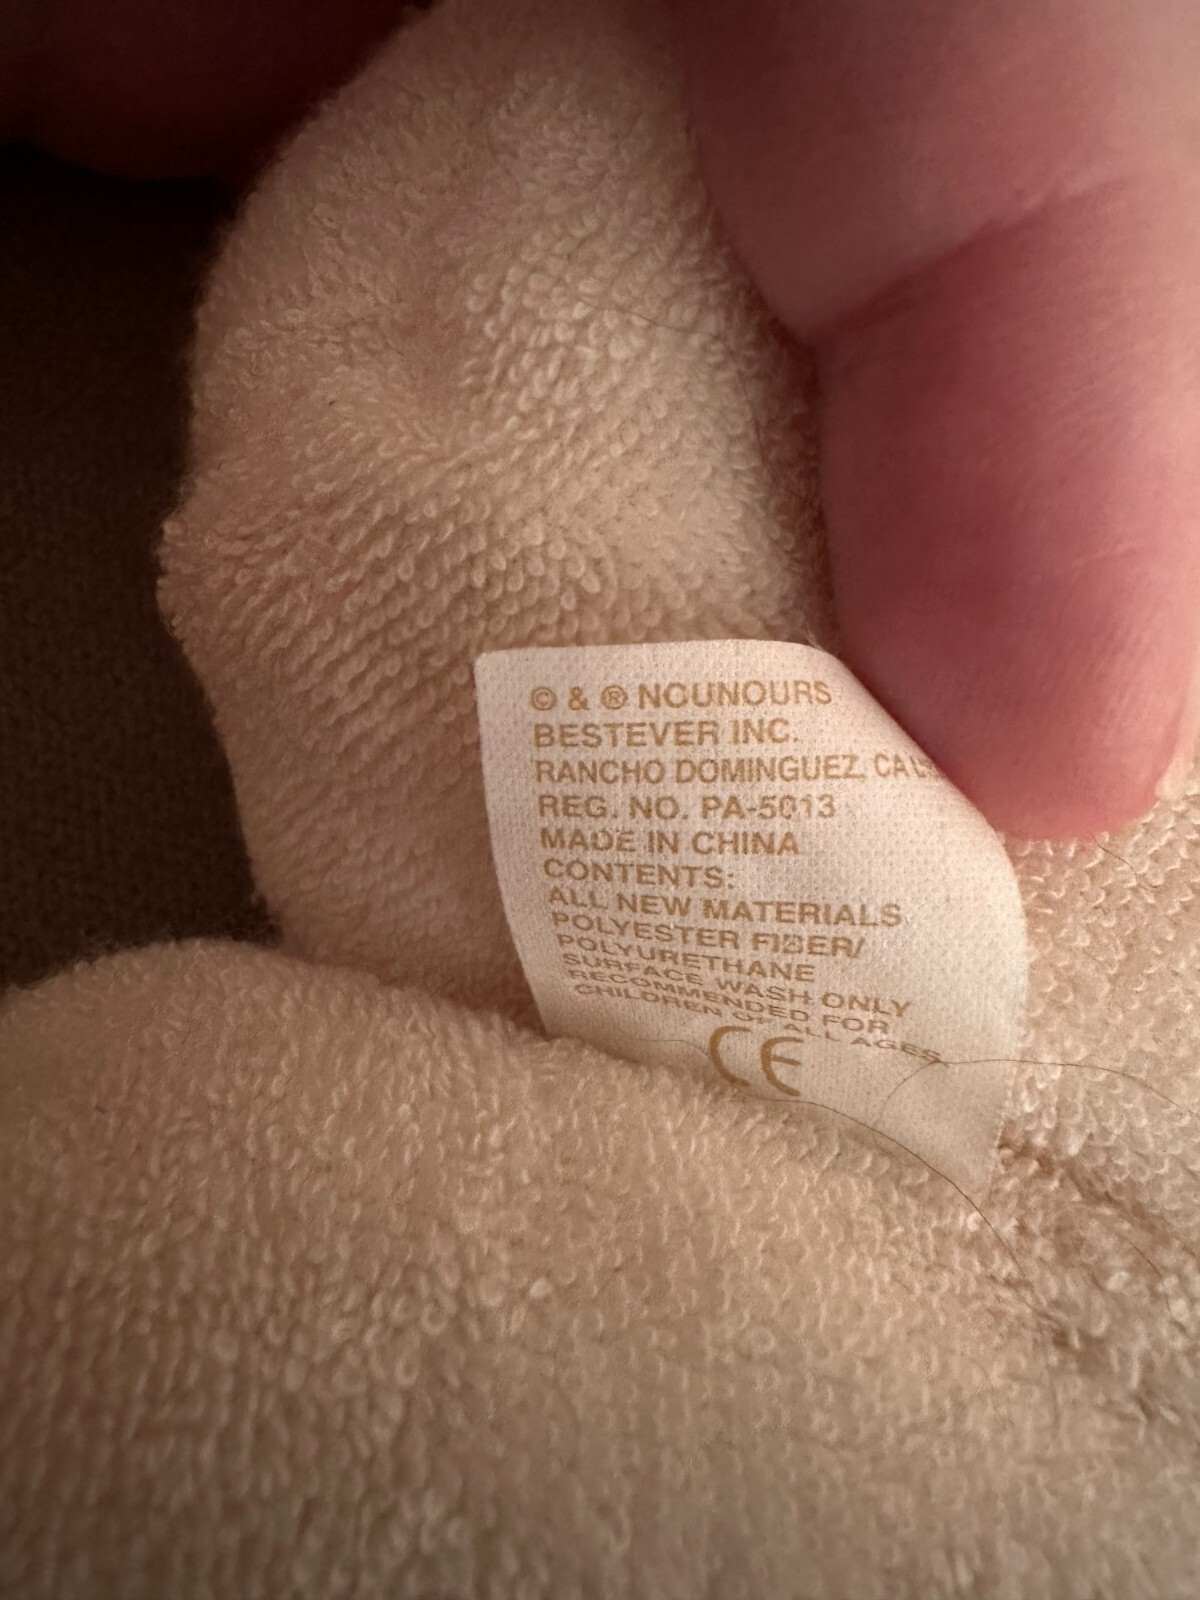 © & ® NOUNOURS
BESTEVER INC.
RANCHO DOMINGUEZ,
REG. NO. PA-5013
MADE IN CHINA
CONTENTS:
ALL NEW MATERIALS
POLYESTER FIBER/
POLYURETHANE
SURFACE WASH ONLY
RECOMMENDED FOR
CHILDREN OF ALL AGES
CE